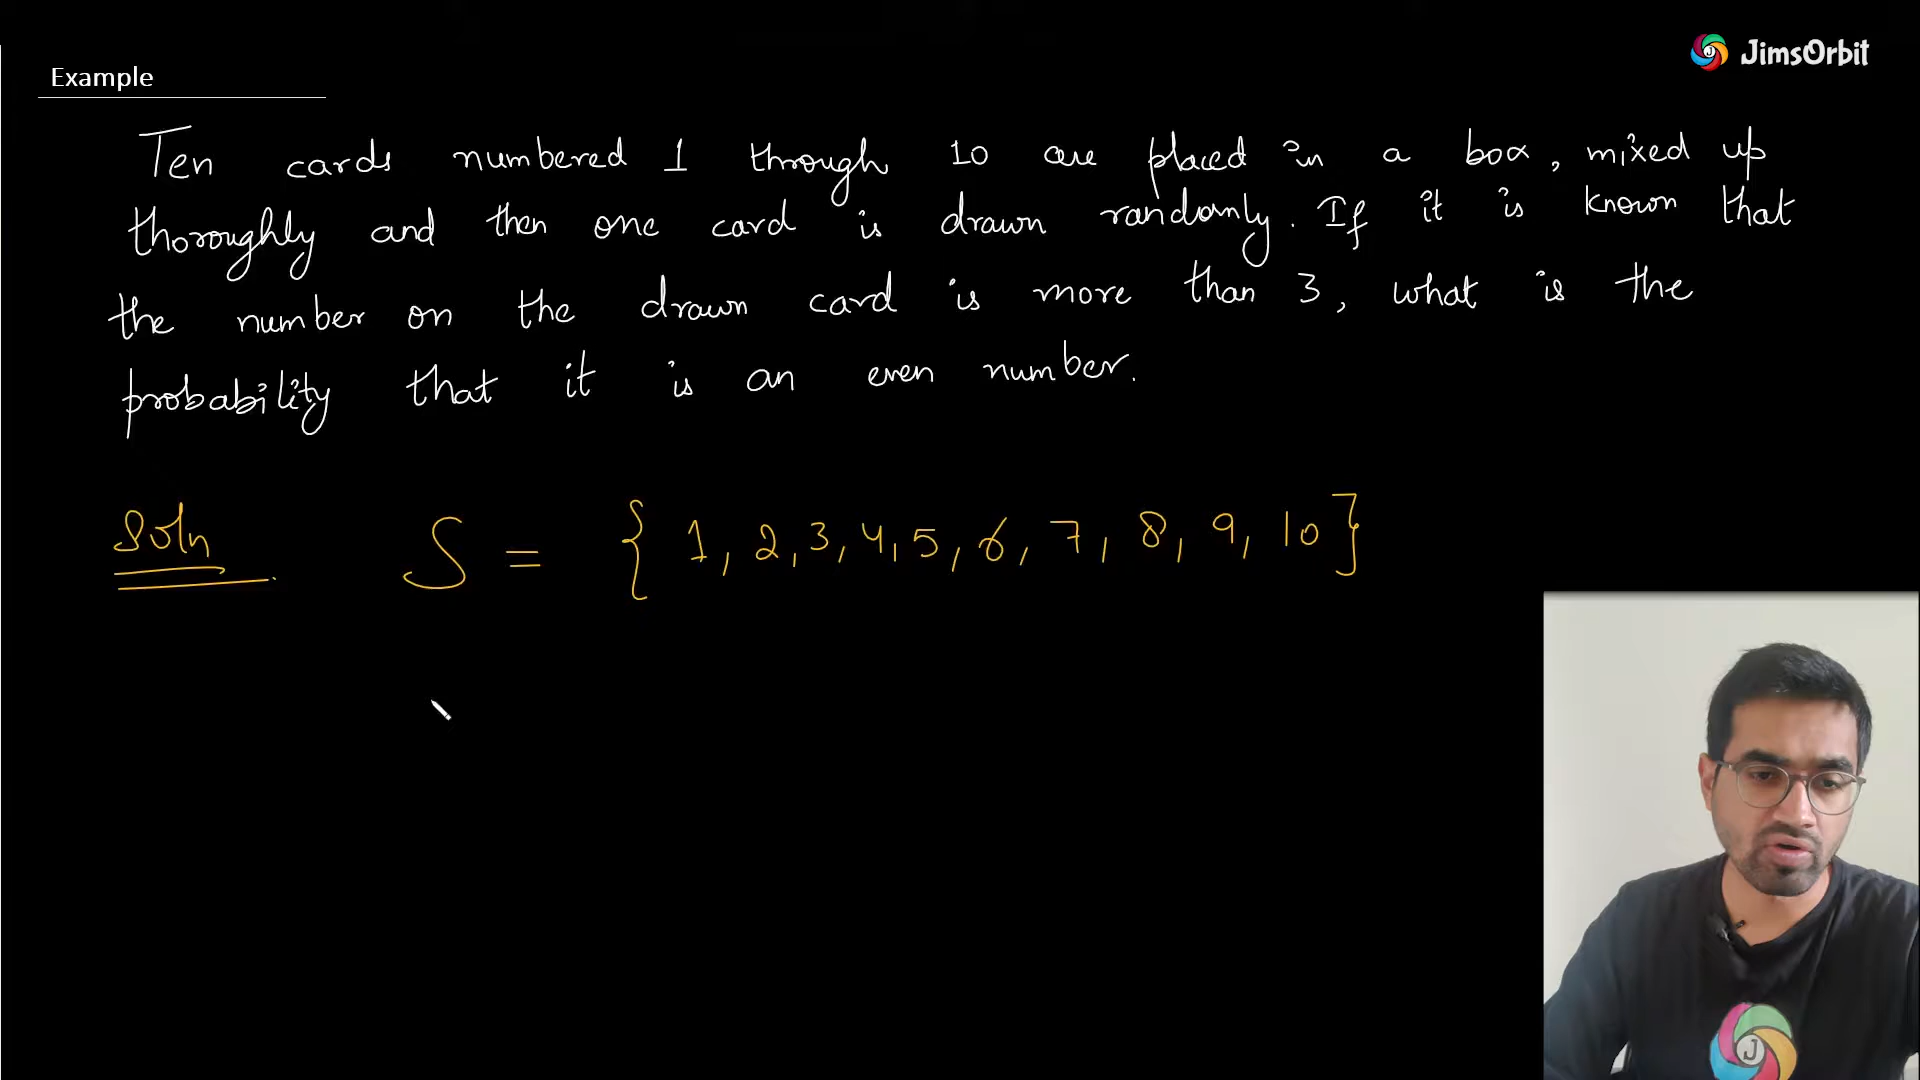 JimsOrbit
Example
Ten cards numbered 1 through 10 are placed in a box, mixed up
thoroughly and then one card is drawn randomly. If it is known that
the number on the drawn card is more than 3, what is the
probability that it is an even number.
Soln S = { 1, 2, 3, 4, 5, 6, 7, 8, 9, 10 }
J